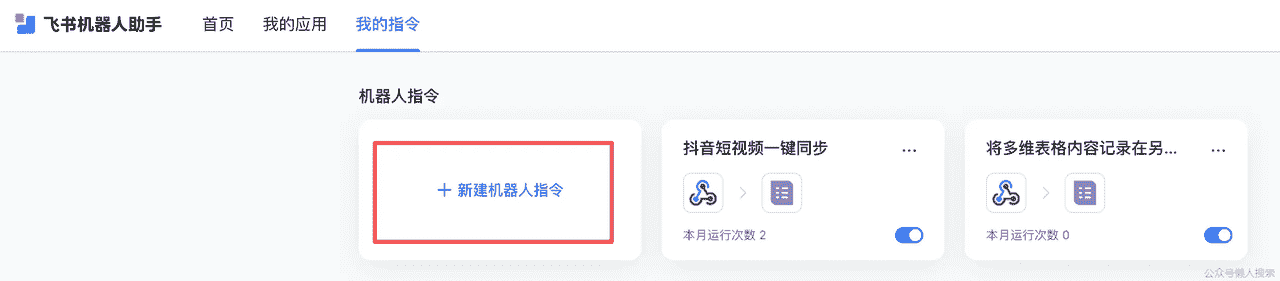 飞书机器人助手 首页 我的应用 我的指令
机器人指令
+ 新建机器人指令
抖音短视频一键同步 ...
本月运行次数 2
将多维表格内容记录在另... ...
本月运行次数 0
公众号懒人搜索